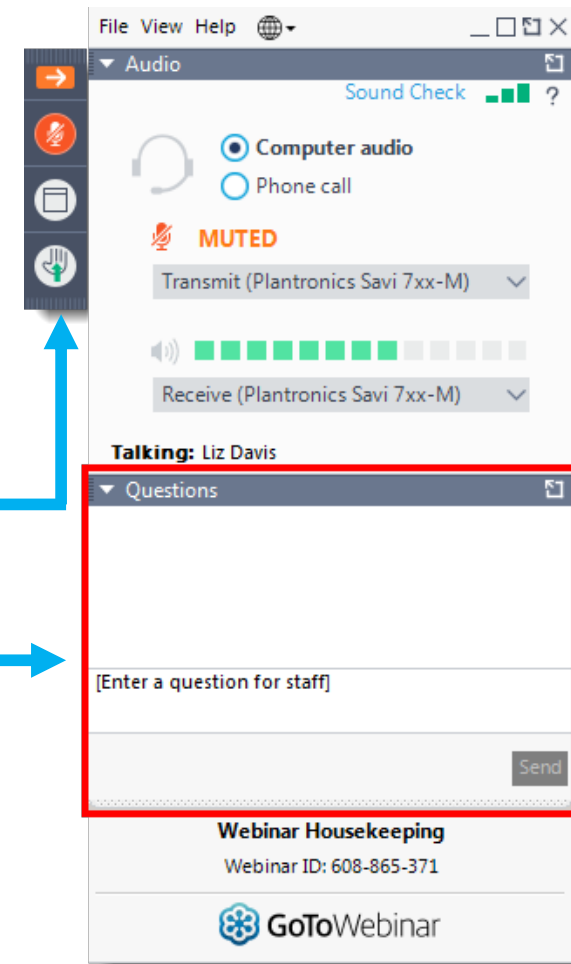 File View Help
Audio
Sound Check ?
Computer audio
Phone call
MUTED
Transmit (Plantronics Savi 7xx-M)
Receive (Plantronics Savi 7xx-M)
Talking: Liz Davis
Questions
[Enter a question for staff]
Send
Webinar Housekeeping
Webinar ID: 608-865-371
GoToWebinar